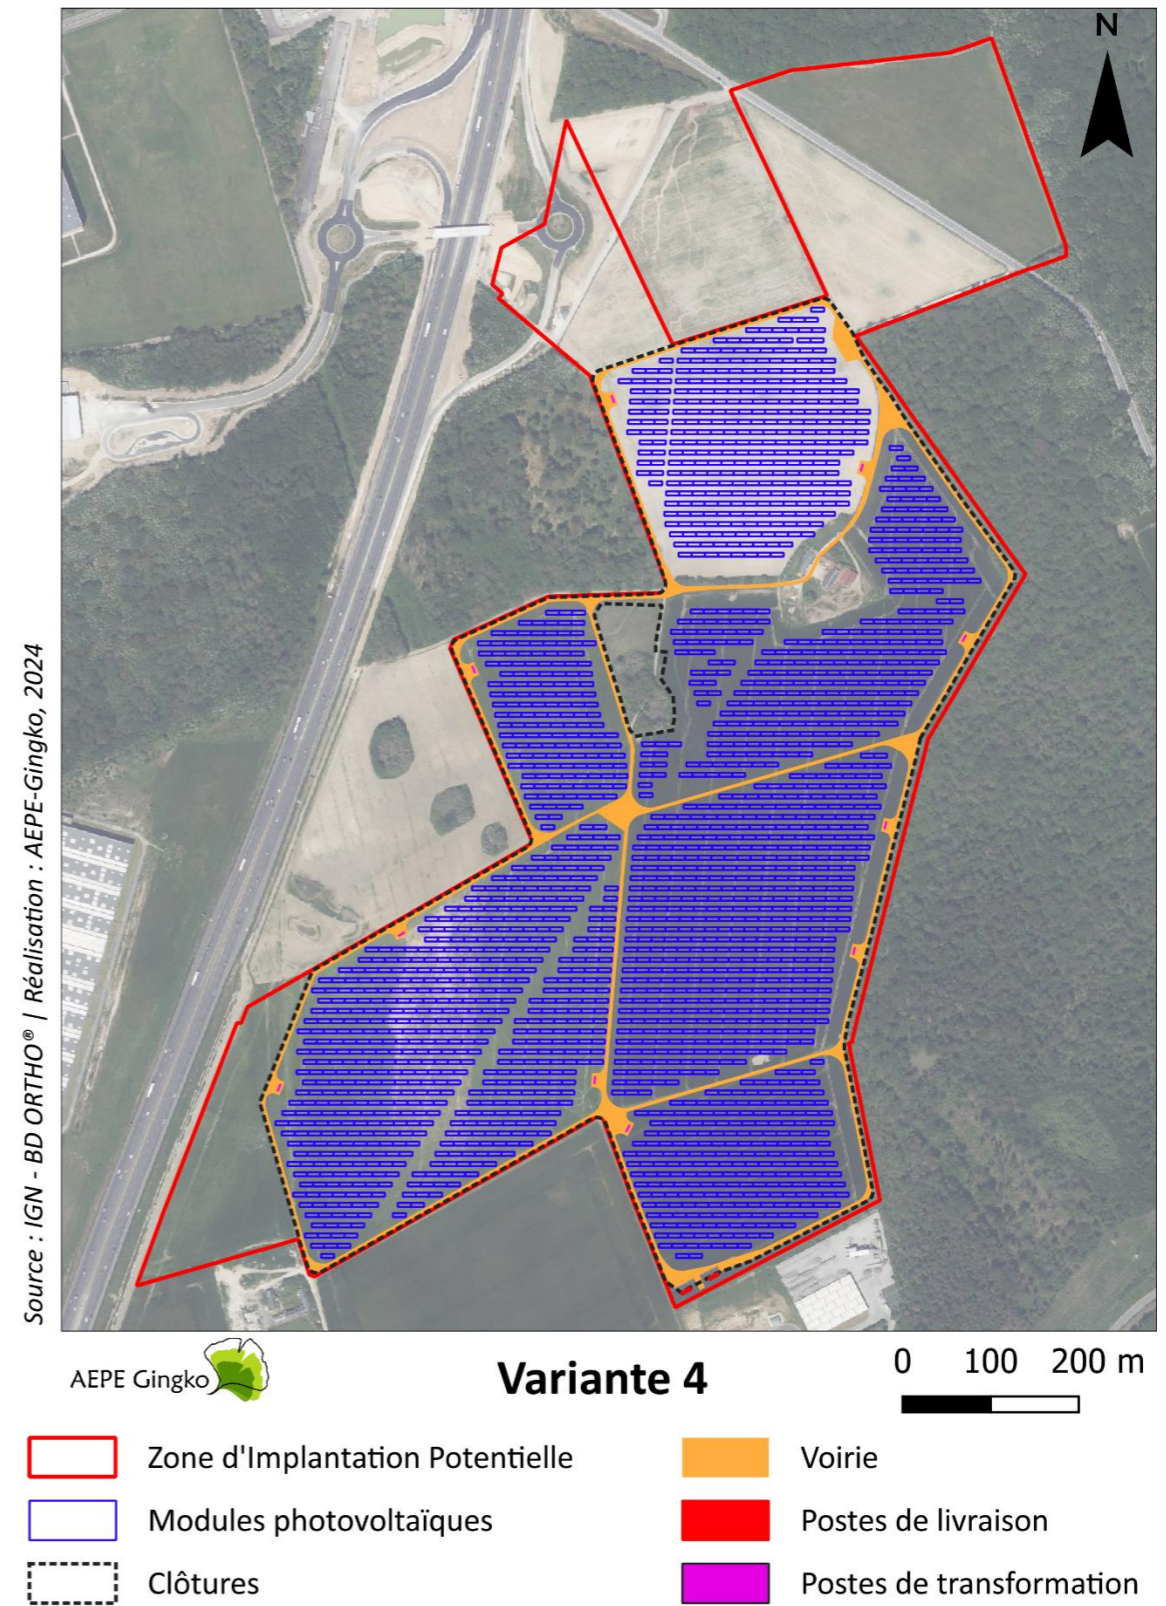 N
Source : IGN - BD ORTHO® | Réalisation : AEPE-Gingko, 2024
AEPE Gingko
Variante 4
0 100 200 m
Zone d'Implantation Potentielle
Modules photovoltaïques
Clôtures
Voirie
Postes de livraison
Postes de transformation